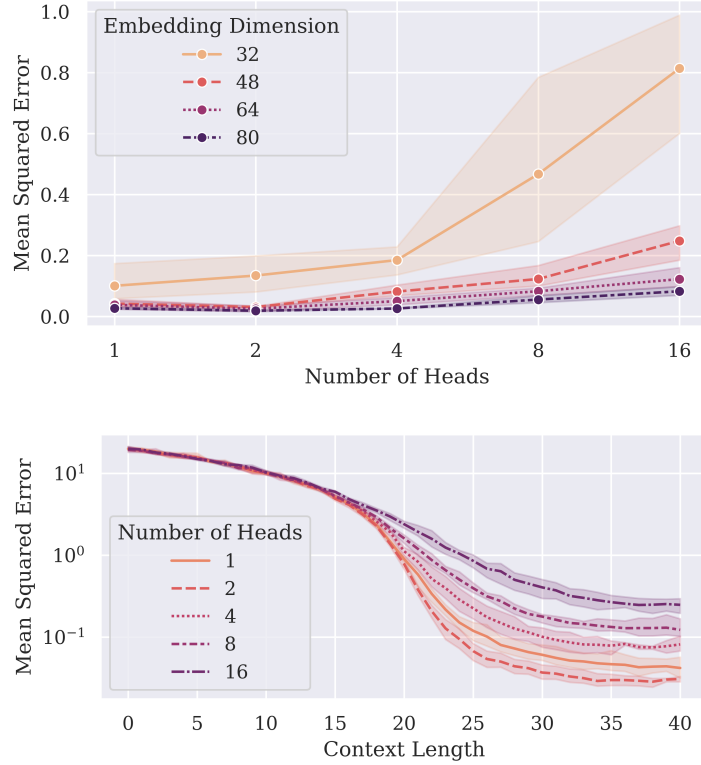 Embedding Dimension
32
48
64
80
1.0
0.8
0.6
0.4
0.2
0.0
Mean Squared Error
1 2 4 8 16
Number of Heads
10¹
10⁰
10⁻¹
Mean Squared Error
Number of Heads
1
2
4
8
16
0 5 10 15 20 25 30 35 40
Context Length